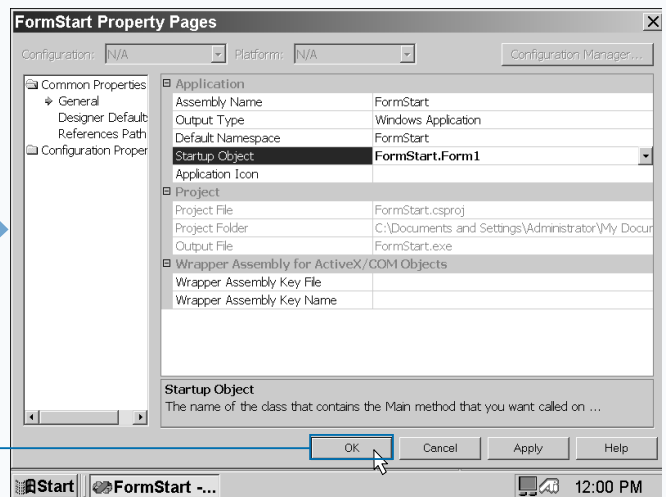 FormStart Property Pages
Configuration: N/A Platform: N/A Configuration Manager...
Common Properties
General
Designer Default
References Path
Configuration Proper
Application
Assembly Name FormStart
Output Type Windows Application
Default Namespace FormStart
Startup Object FormStart.Form1
Application Icon
Project
Project File FormStart.csproj
Project Folder C:\Documents and Settings\Administrator\My Docur
Output File FormStart.exe
Wrapper Assembly for ActiveX/COM Objects
Wrapper Assembly Key File
Wrapper Assembly Key Name
Startup Object
The name of the class that contains the Main method that you want called on ...
OK Cancel Apply Help
Start FormStart -... 12:00 PM